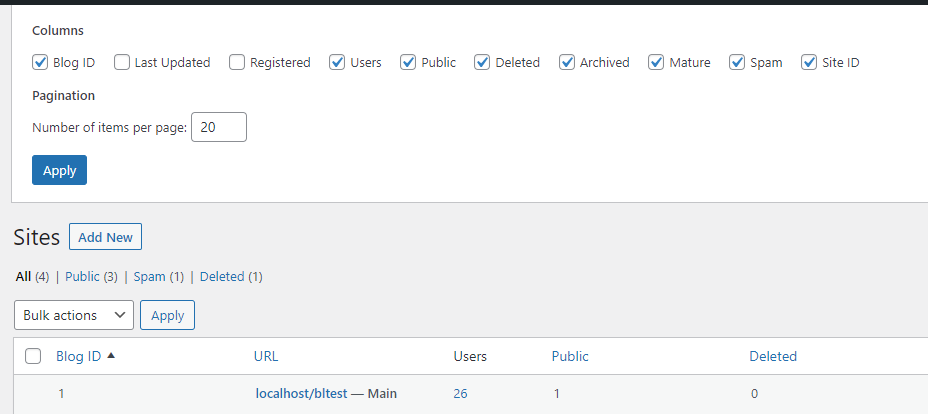 Columns
Blog ID Last Updated Registered Users Public Deleted Archived Mature Spam Site ID
Pagination
Number of items per page: 20
Apply
Sites Add New
All (4) | Public (3) | Spam (1) | Deleted (1)
Bulk actions Apply
Blog ID URL Users Public Deleted
1 localhost/bltest — Main 26 1 0